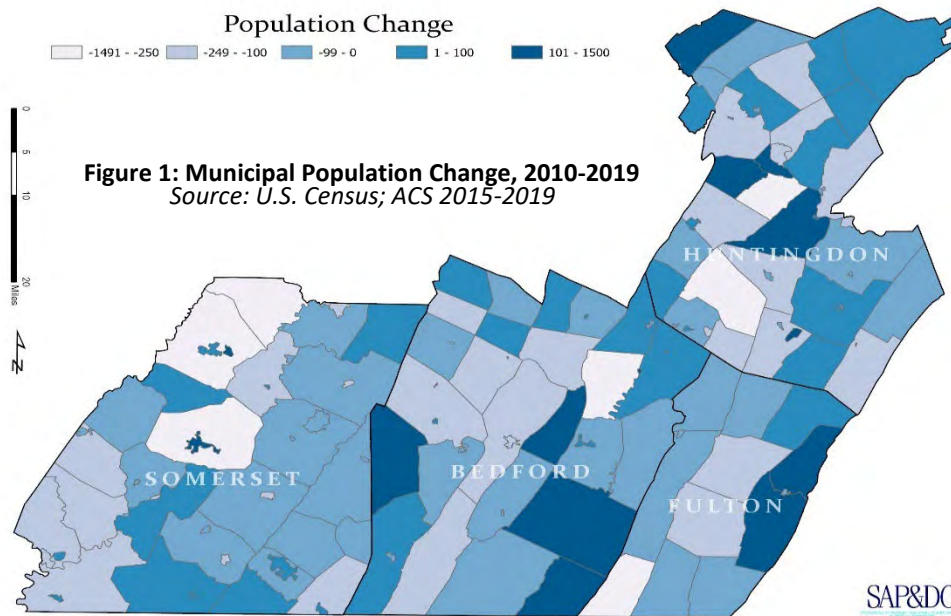 Population Change
-1491 - -250
-249 - -100
-99 - 0
1 - 100
101 - 1500
Figure 1: Municipal Population Change, 2010-2019
Source: U.S. Census; ACS 2015-2019
0
5
10
20
Miles
N
HUNTINGDON
SOMERSET
BEDFORD
FULTON
SAP&DC